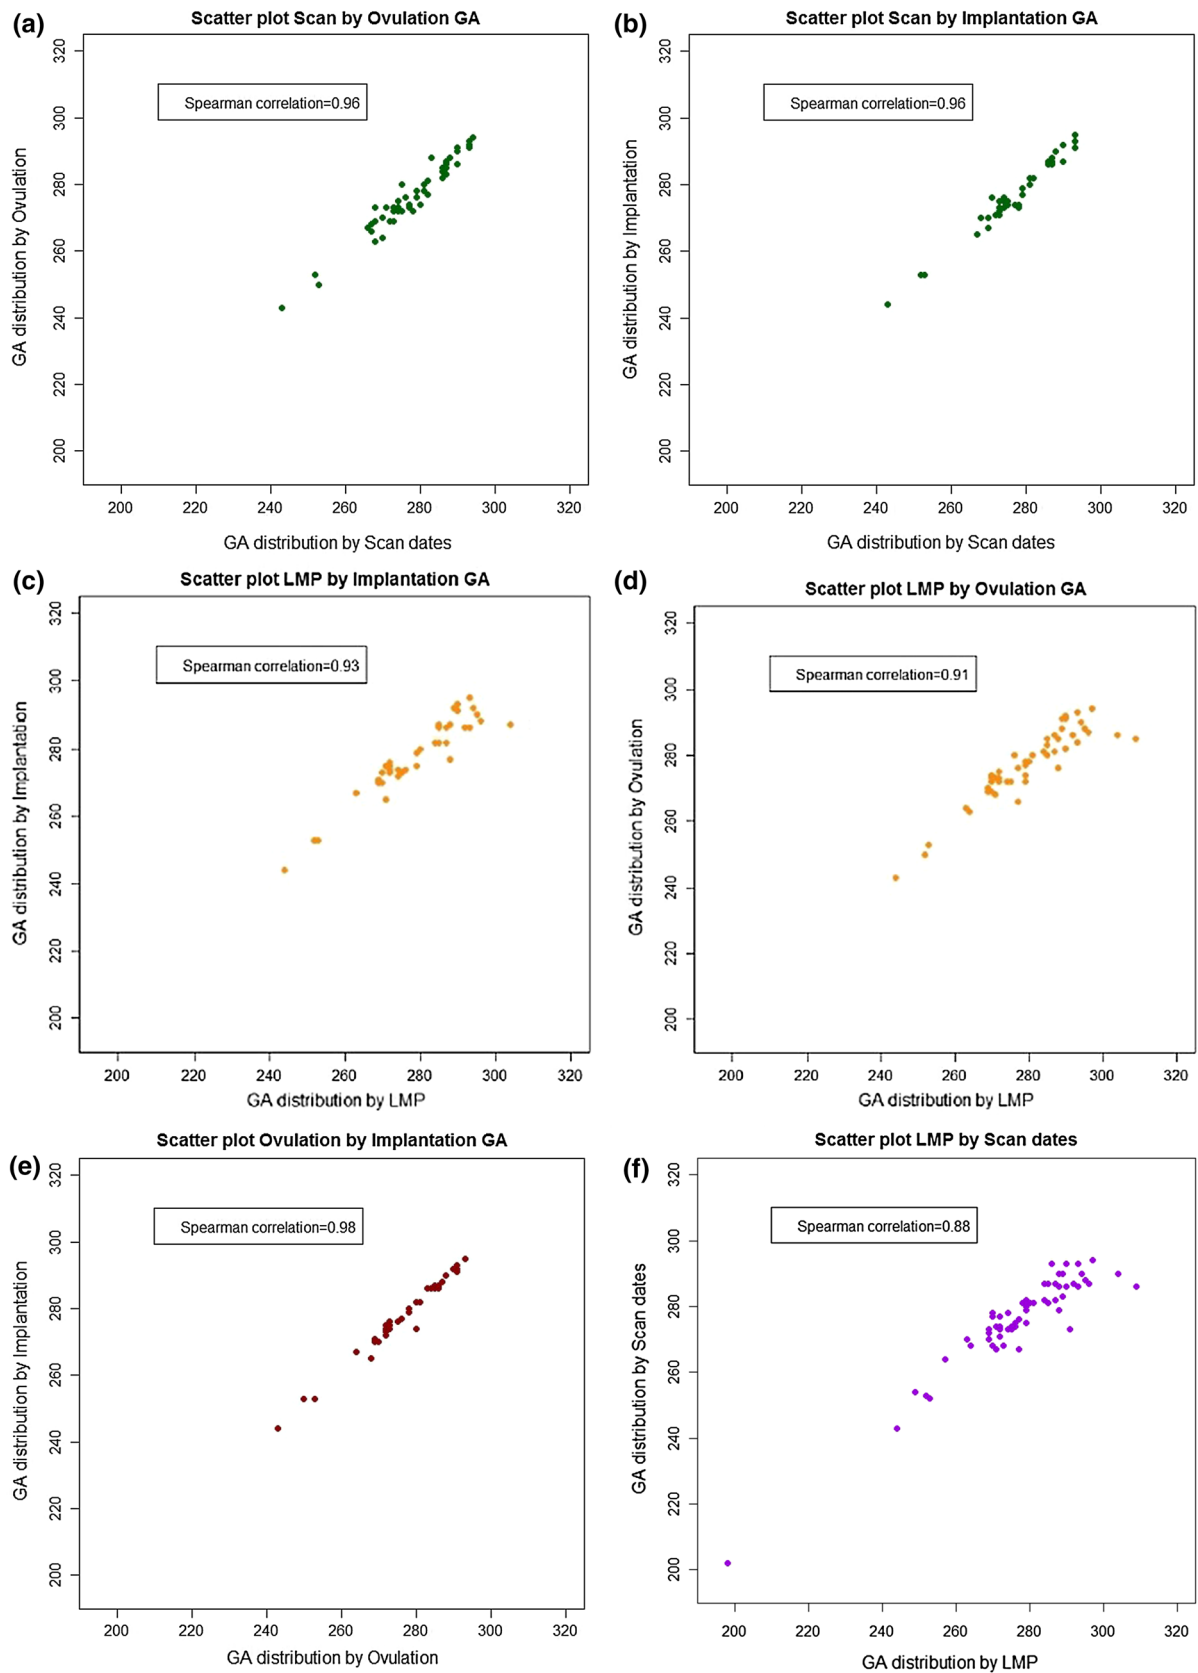 (a)
Scatter plot Scan by Ovulation GA
Spearman correlation=0.96
GA distribution by Ovulation
320
300
280
260
240
220
200
200 220 240 260 280 300 320
GA distribution by Scan dates
(b)
Scatter plot Scan by Implantation GA
Spearman correlation=0.96
GA distribution by Implantation
320
300
280
260
240
220
200
200 220 240 260 280 300 320
GA distribution by Scan dates
(c)
Scatter plot LMP by Implantation GA
Spearman correlation=0.93
GA distribution by Implantation
320
300
280
260
240
220
200
200 220 240 260 280 300 320
GA distribution by LMP
(d)
Scatter plot LMP by Ovulation GA
Spearman correlation=0.91
GA distribution by Ovulation
320
300
280
260
240
220
200
200 220 240 260 280 300 320
GA distribution by LMP
(e)
Scatter plot Ovulation by Implantation GA
Spearman correlation=0.98
GA distribution by Implantation
320
300
280
260
240
220
200
200 220 240 260 280 300 320
GA distribution by Ovulation
(f)
Scatter plot LMP by Scan dates
Spearman correlation=0.88
GA distribution by Scan dates
320
300
280
260
240
220
200
200 220 240 260 280 300 320
GA distribution by LMP